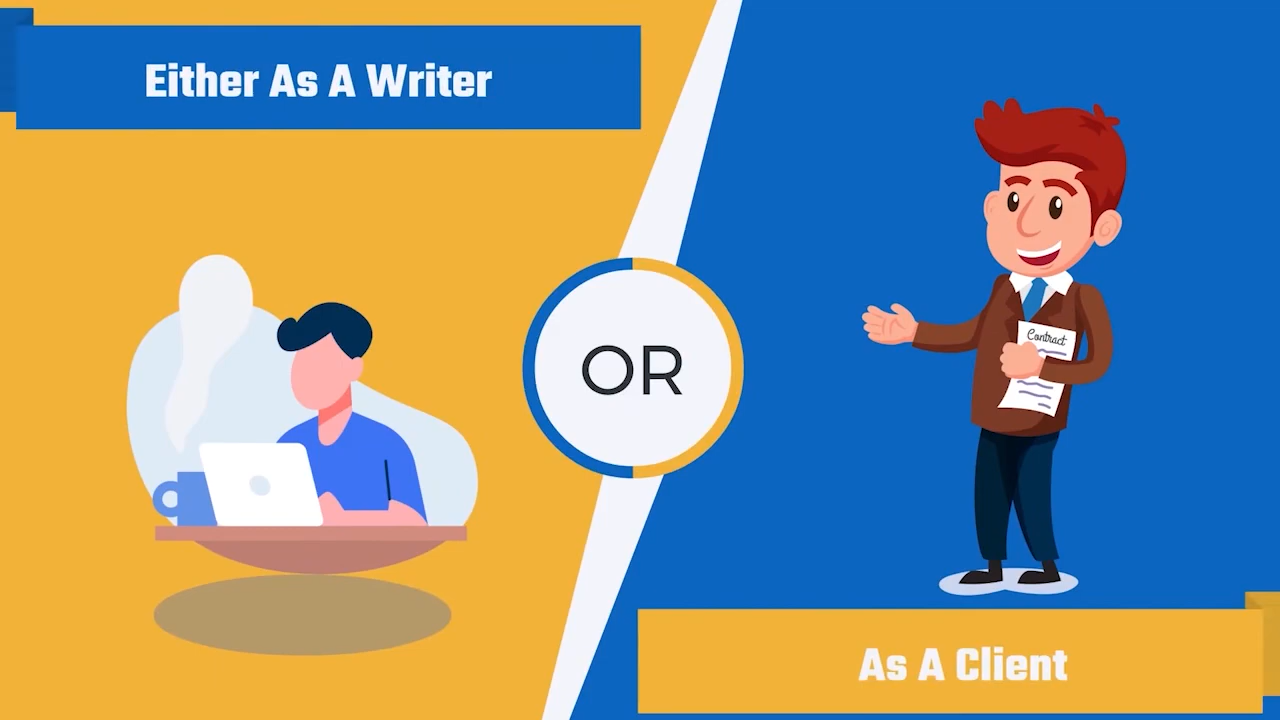 Either As A Writer
OR
Contract
As A Client